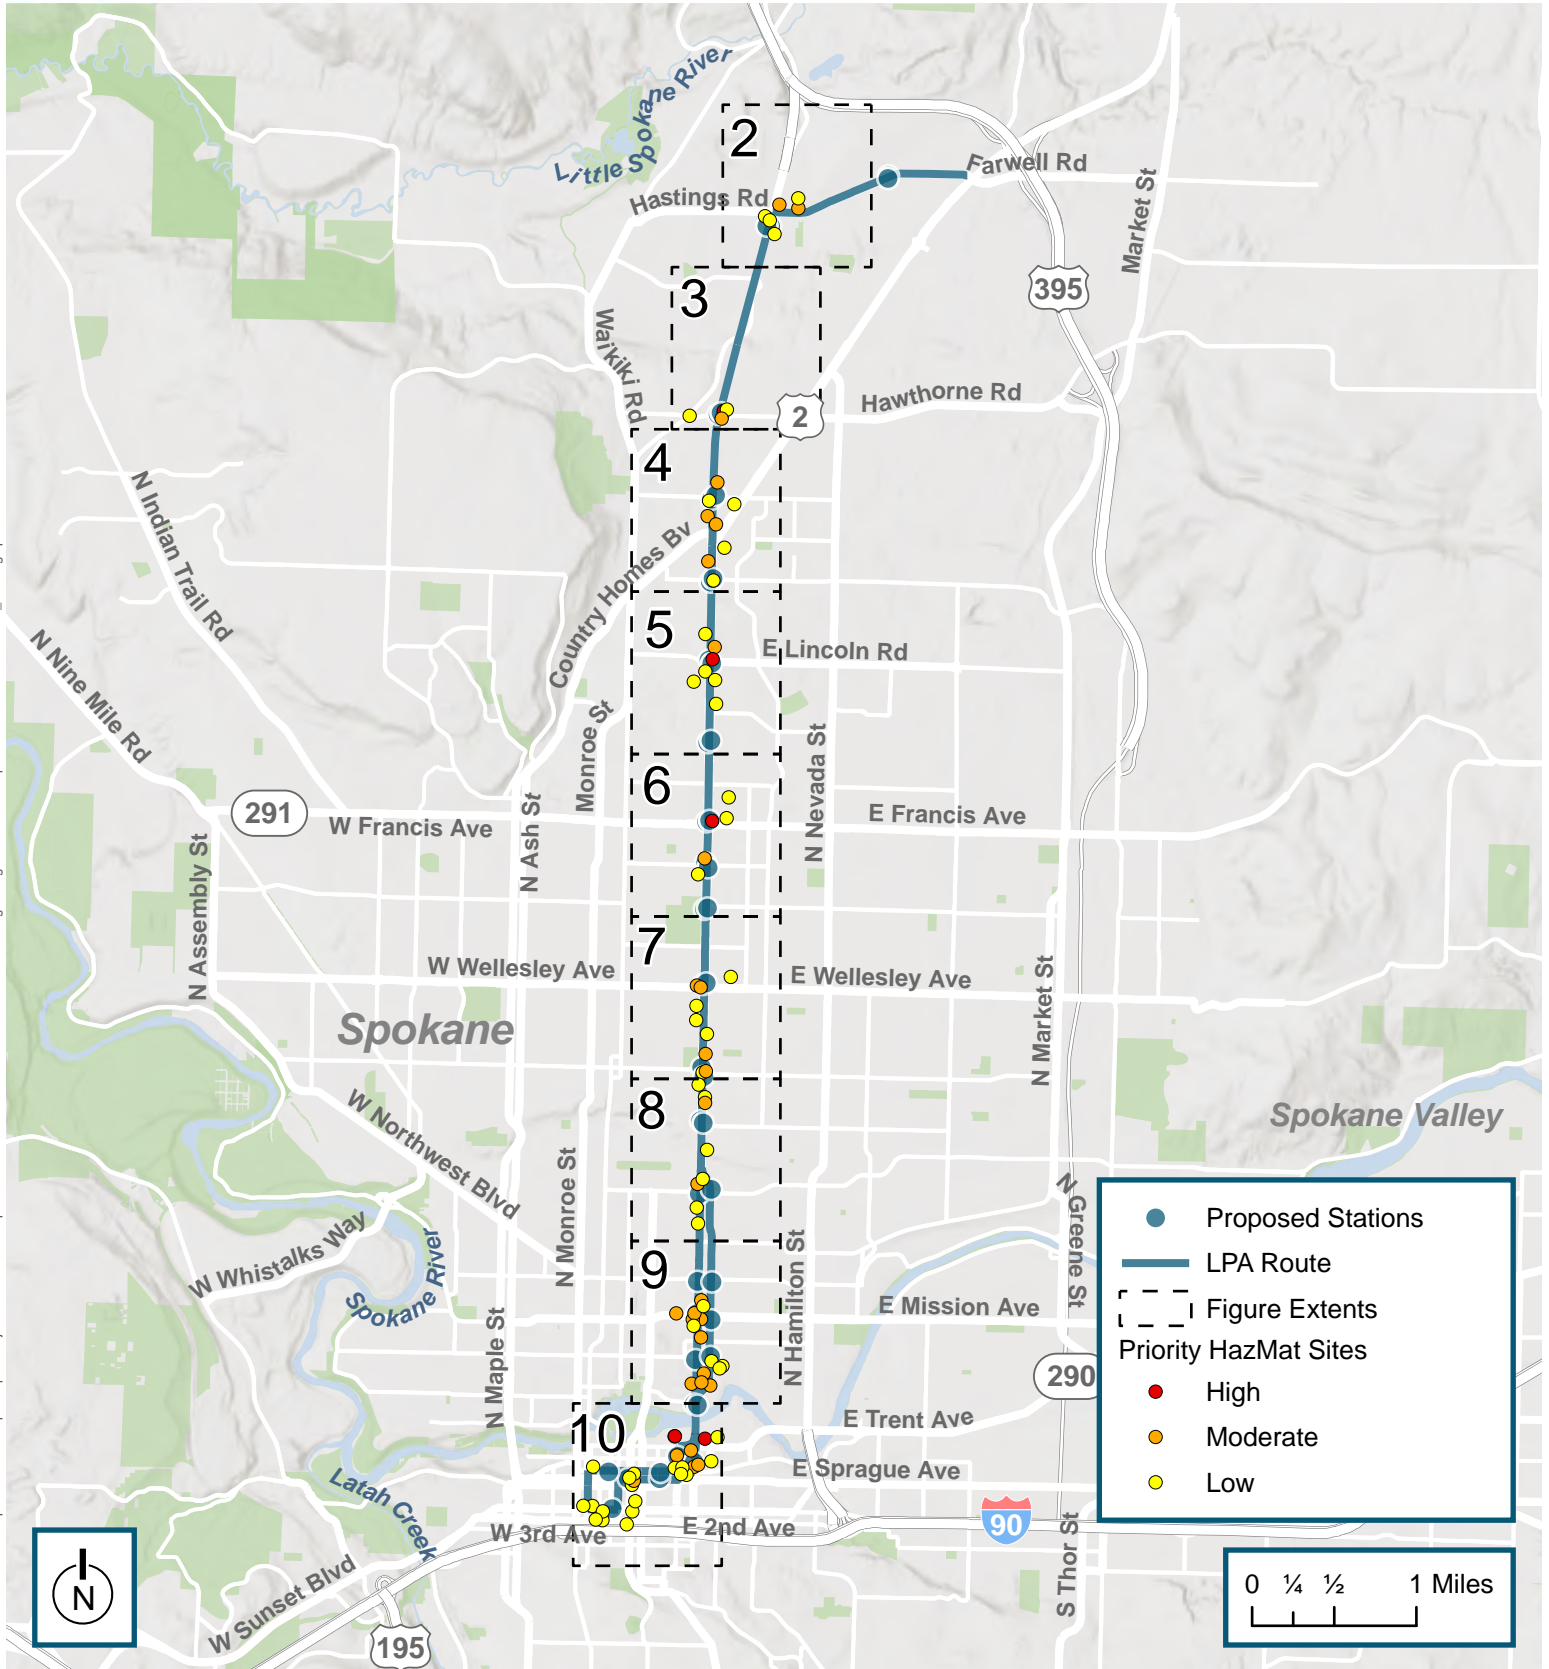 Little Spokane River
2
Farwell Rd
Hastings Rd
Market St
395
3
Waikiki Rd
Hawthorne Rd
2
4
N Indian Trail Rd
Country Homes Bv
5
E Lincoln Rd
N Nine Mile Rd
Monroe St
N Nevada St
6
291
W Francis Ave
E Francis Ave
N Ash St
N Assembly St
7
W Wellesley Ave
E Wellesley Ave
N Market St
Spokane
8
W Northwest Blvd
Spokane Valley
N Monroe St
N Greene St
W Whistalks Way
Spokane River
N Hamilton St
9
E Mission Ave
N Maple St
290
10
E Trent Ave
E Sprague Ave
Latah Creek
W 3rd Ave
E 2nd Ave
90
S Thor St
W Sunset Blvd
195
N
Proposed Stations
LPA Route
Figure Extents
Priority HazMat Sites
High
Moderate
Low
0 ¼ ½ 1 Miles